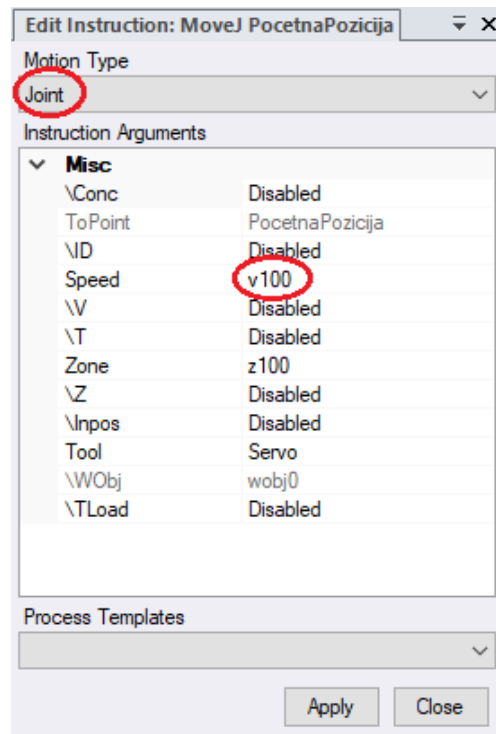 Edit Instruction: MoveJ PocetnaPozicija
Motion Type
Joint
Instruction Arguments
Misc
\Conc Disabled
ToPoint PocetnaPozicija
\ID Disabled
Speed v100
\V Disabled
\T Disabled
Zone z100
\Z Disabled
\Inpos Disabled
Tool Servo
\WObj wobj0
\TLoad Disabled
Process Templates
Apply Close